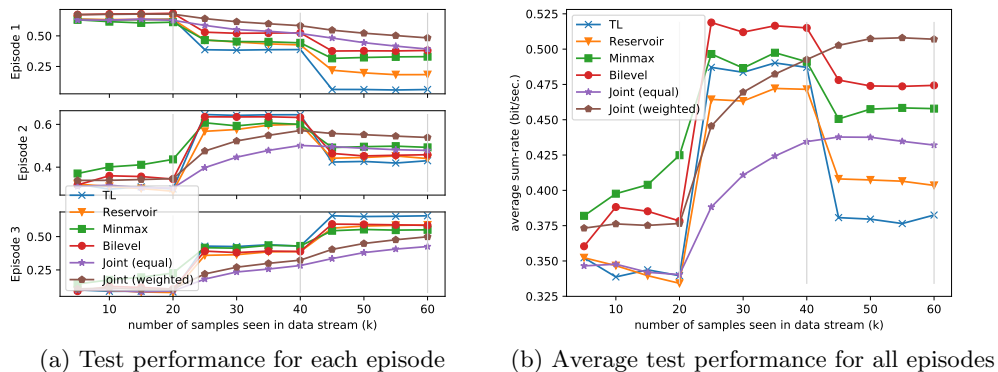 Episode 1
0.50
0.25
Episode 2
0.6
0.4
Episode 3
0.50
0.25
TL
Reservoir
Minmax
Bilevel
Joint (equal)
Joint (weighted)
10 20 30 40 50 60
number of samples seen in data stream (k)
(a) Test performance for each episode
average sum-rate (bit/sec.)
0.525
0.500
0.475
0.450
0.425
0.400
0.375
0.350
0.325
TL
Reservoir
Minmax
Bilevel
Joint (equal)
Joint (weighted)
10 20 30 40 50 60
number of samples seen in data stream (k)
(b) Average test performance for all episodes